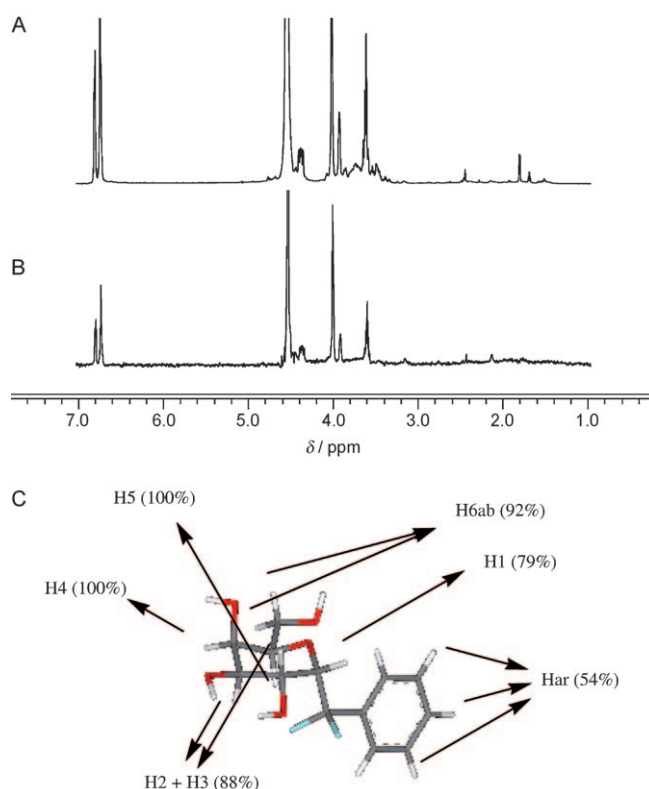 A
B
7.0 6.0 5.0 4.0 3.0 2.0 1.0
δ / ppm
C
H5 (100%)
H6ab (92%)
H1 (79%)
H4 (100%)
Har (54%)
H2 + H3 (88%)